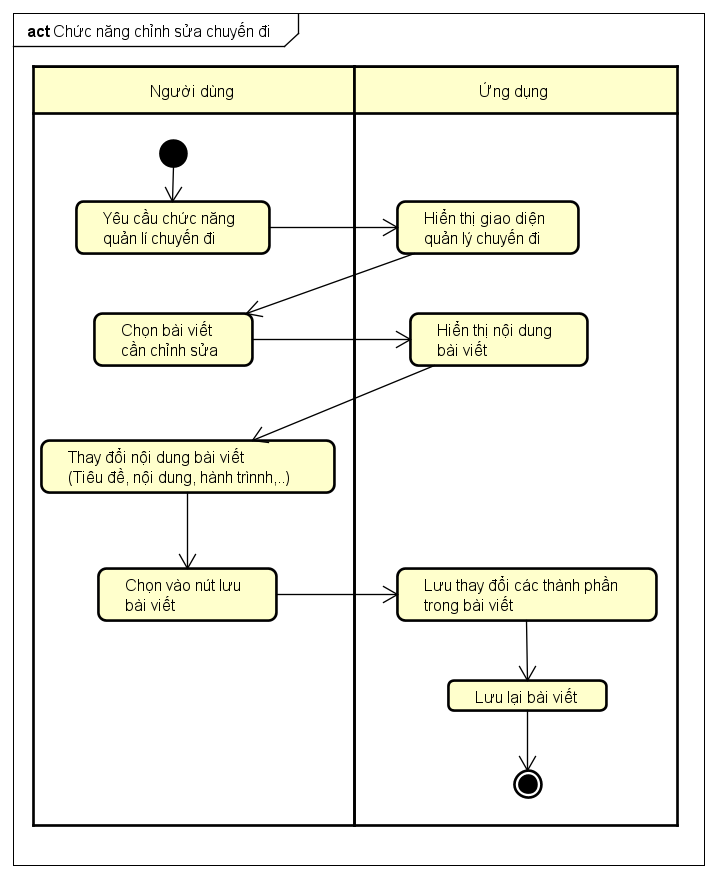 act Chức năng chỉnh sửa chuyến đi
Người dùng
Ứng dụng
Yêu cầu chức năng
quản lí chuyến đi
Hiển thị giao diện
quản lý chuyến đi
Chọn bài viết
cần chỉnh sửa
Hiển thị nội dung
bài viết
Thay đổi nội dung bài viết
(Tiêu đề, nội dung, hành trìnnh,..)
Chọn vào nút lưu
bài viết
Lưu thay đổi các thành phần
trong bài viết
Lưu lại bài viết